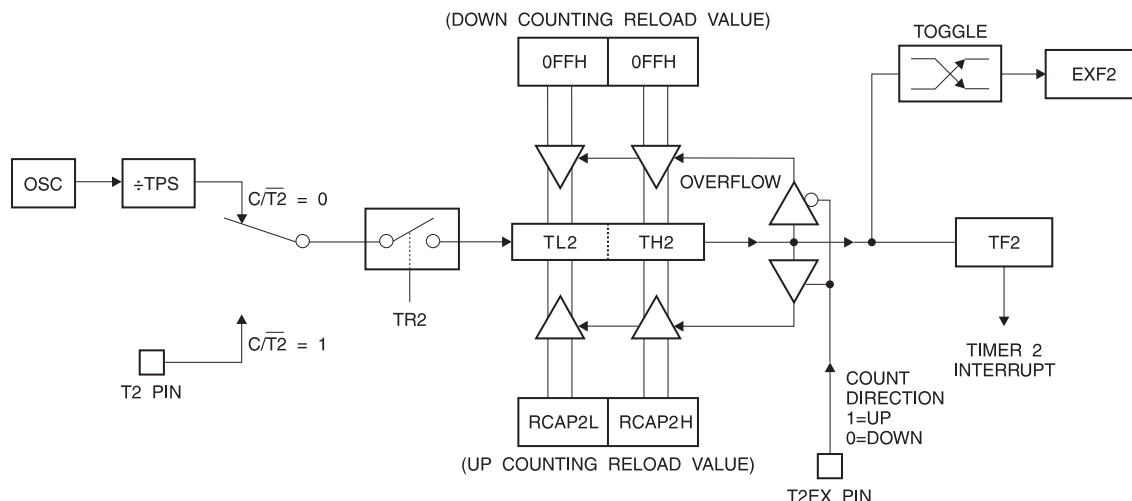 (DOWN COUNTING RELOAD VALUE)
TOGGLE
0FFH
0FFH
EXF2
OSC
÷TPS
C/T2̅ = 0
OVERFLOW
TL2
TH2
TF2
TR2
C/T2̅ = 1
T2 PIN
TIMER 2
INTERRUPT
COUNT
DIRECTION
1=UP
0=DOWN
RCAP2L
RCAP2H
(UP COUNTING RELOAD VALUE)
T2EX PIN